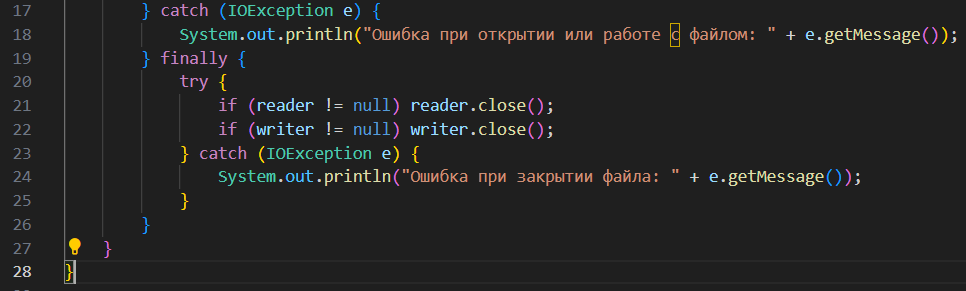 17 } catch (IOException e) {
18 System.out.println("Ошибка при открытии или работе с файлом: " + e.getMessage());
19 } finally {
20 try {
21 if (reader != null) reader.close();
22 if (writer != null) writer.close();
23 } catch (IOException e) {
24 System.out.println("Ошибка при закрытии файла: " + e.getMessage());
25 }
26 }
27 }
28 }